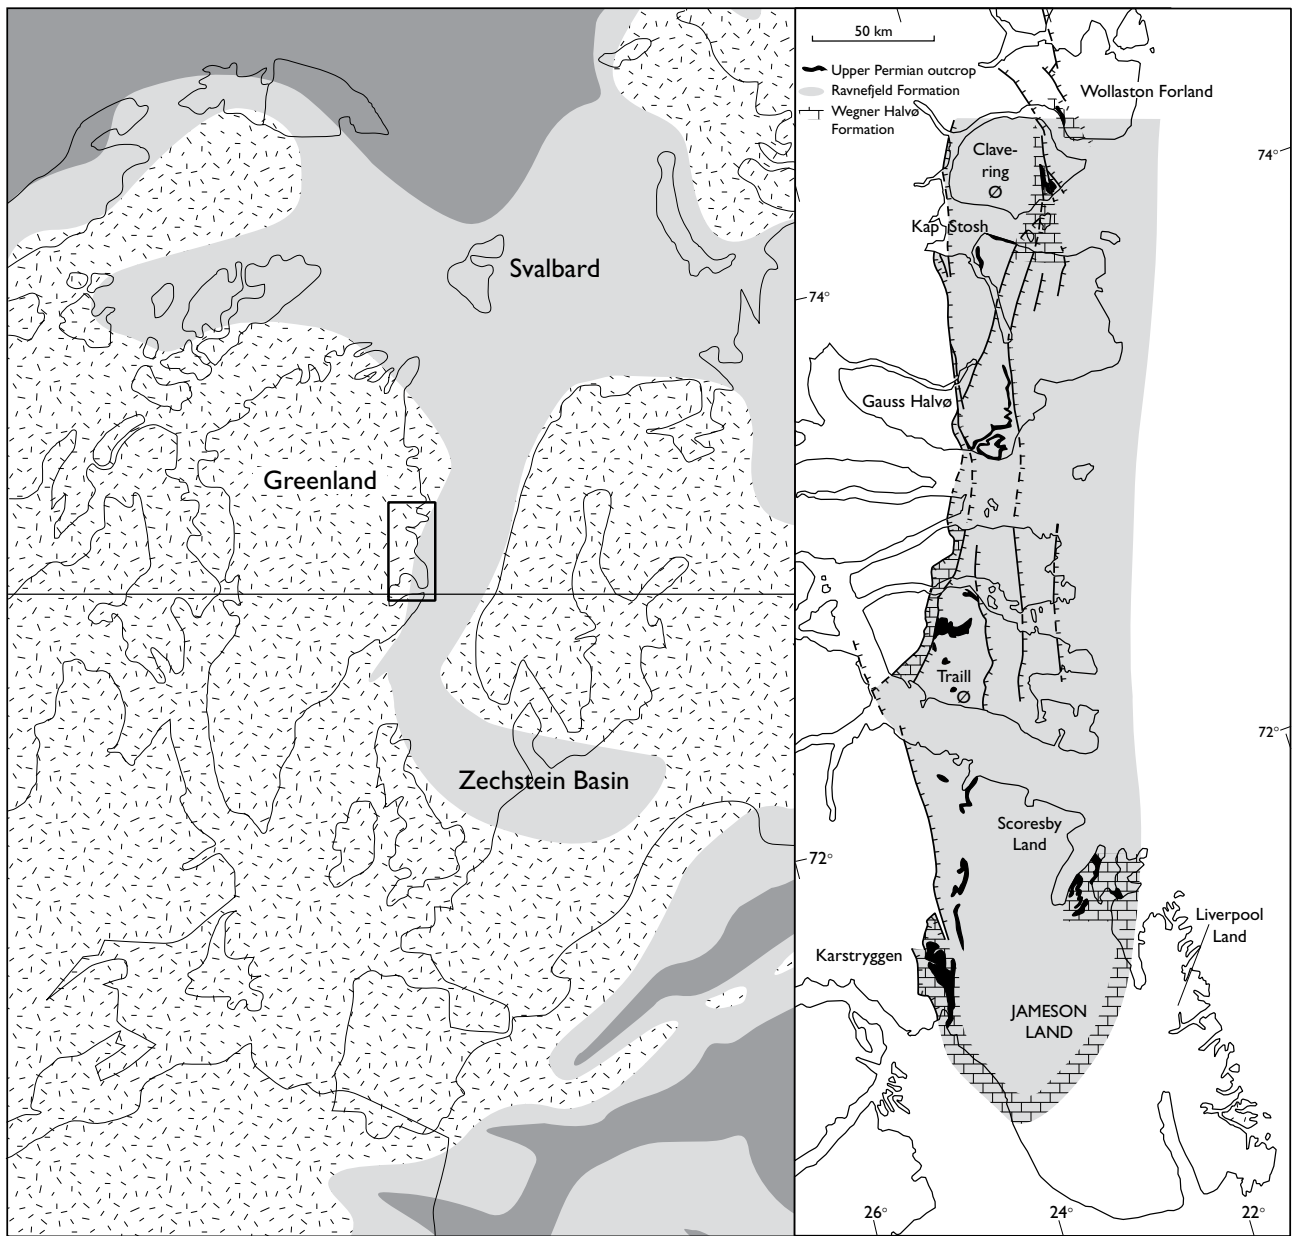 Svalbard
Greenland
Zechstein Basin
50 km
Upper Permian outcrop
Ravnefjeld Formation
Wegner Halvø
Formation
Wollaston Forland
74°
Clave-
ring
Ø
Kap Stosh
74°
Gauss Halvø
Traill
Ø
72°
Scoresby
Land
72°
Liverpool
Land
Karstryggen
JAMESON
LAND
26°
24°
22°